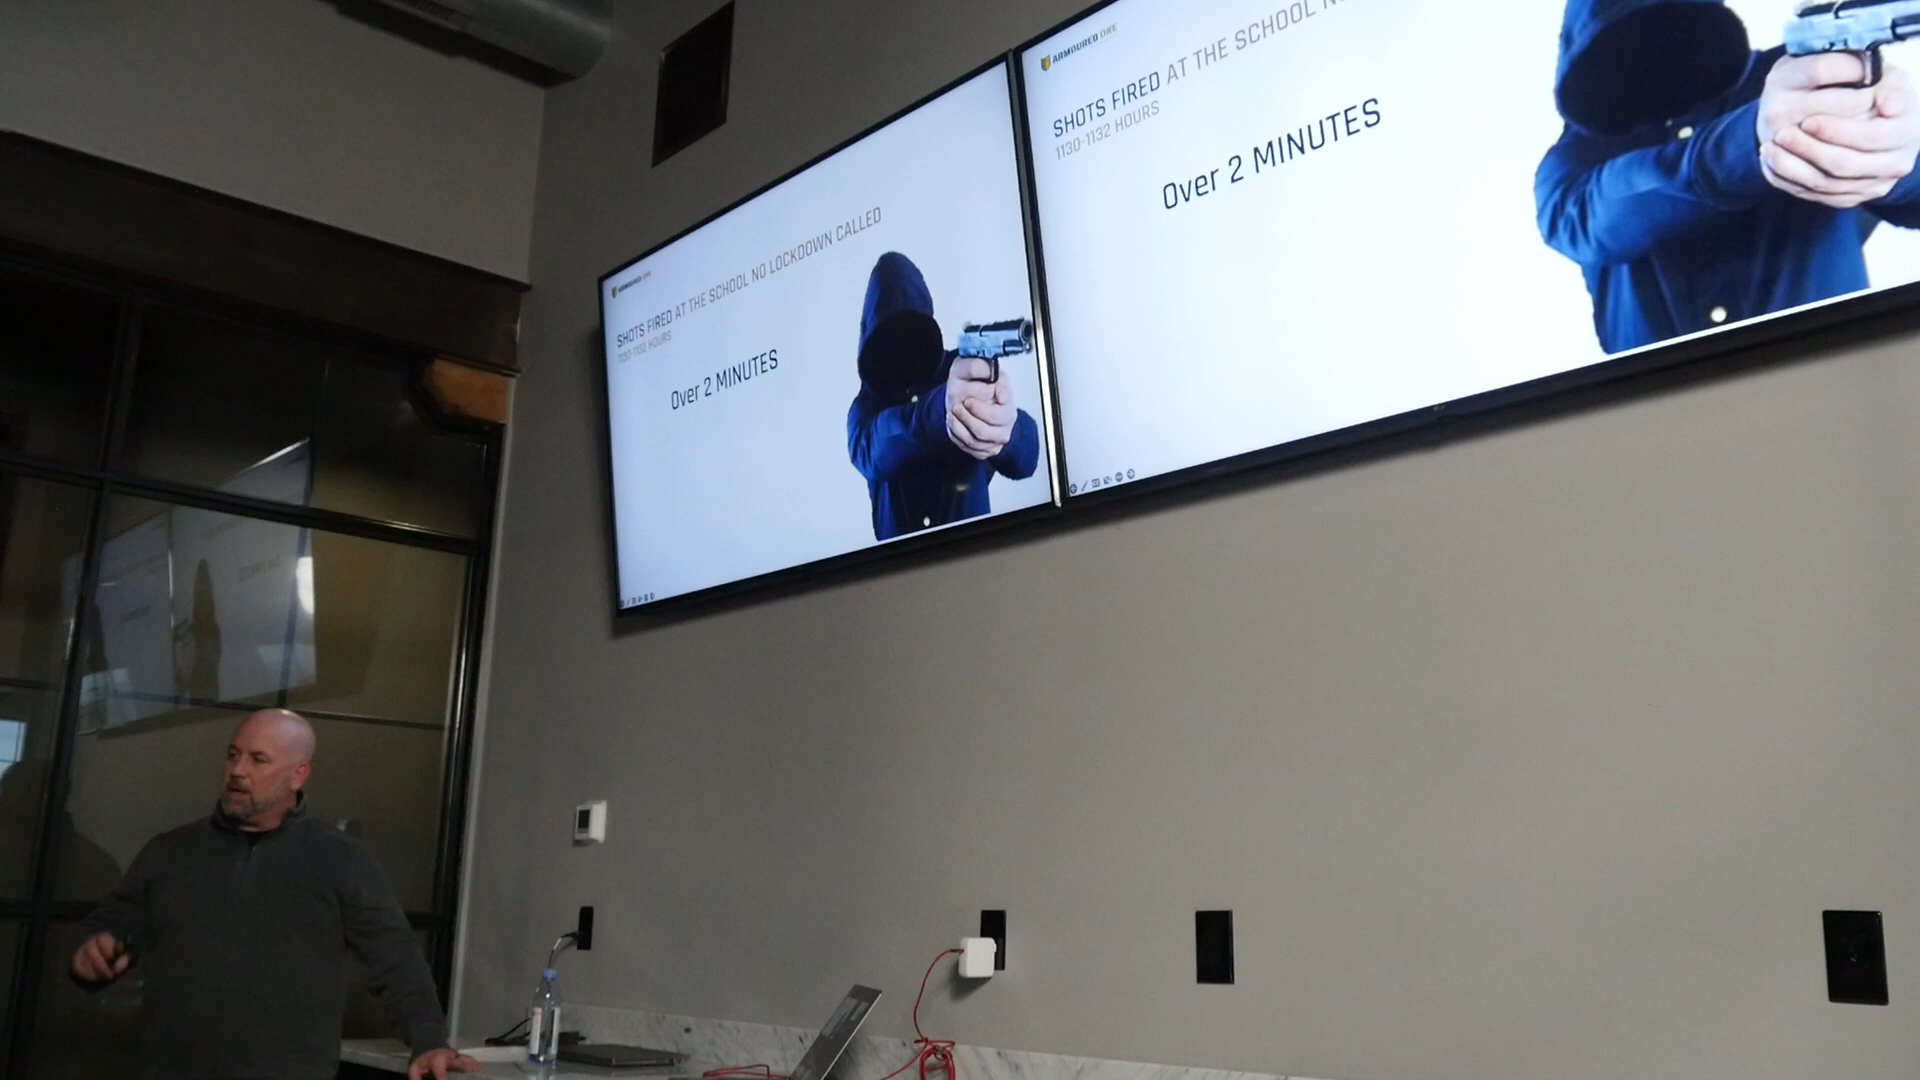 ARMOURED ONE
SHOTS FIRED AT THE SCHOOL NO LOCKDOWN CALLED
1130-1132 HOURS
Over 2 MINUTES
ARMOURED ONE
SHOTS FIRED AT THE SCHOOL
1130-1132 HOURS
Over 2 MINUTES